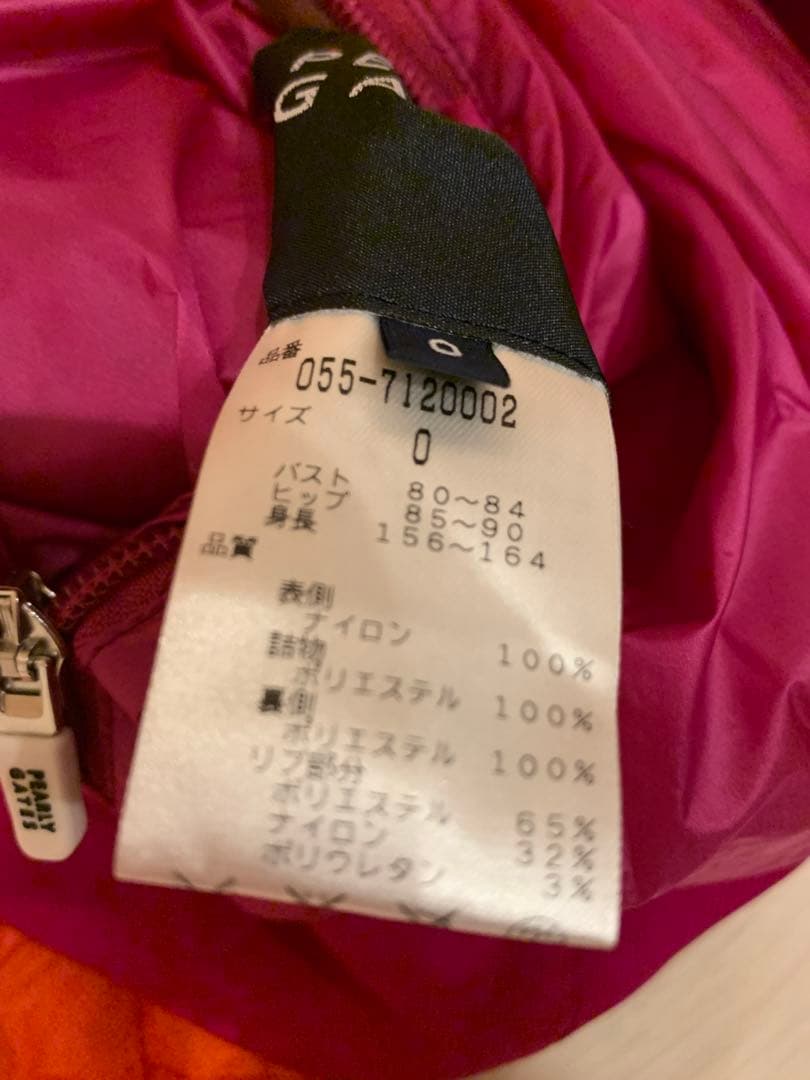 G
0
品番
055-7120002
サイズ
0
バスト 80～84
ヒップ 85～90
身長 156～164
品質
表側
ナイロン 100%
詰物
ポリエステル 100%
裏側
ポリエステル 100%
リブ部分
ポリエステル 65%
ナイロン 32%
ポリウレタン 3%
PEARLY
GATES